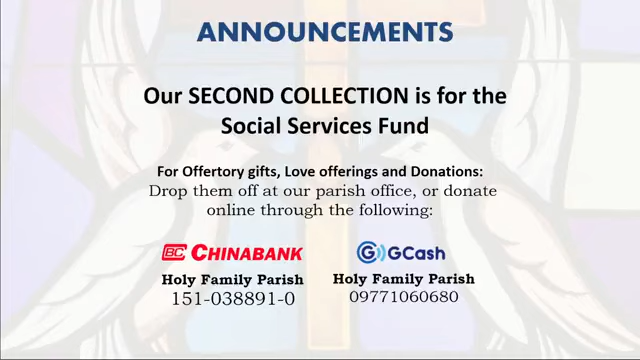 ANNOUNCEMENTS
Our SECOND COLLECTION is for the
Social Services Fund
For Offertory gifts, Love offerings and Donations:
Drop them off at our parish office, or donate
online through the following:
CBC CHINABANK
Holy Family Parish
151-038891-0
GCash
Holy Family Parish
09771060680